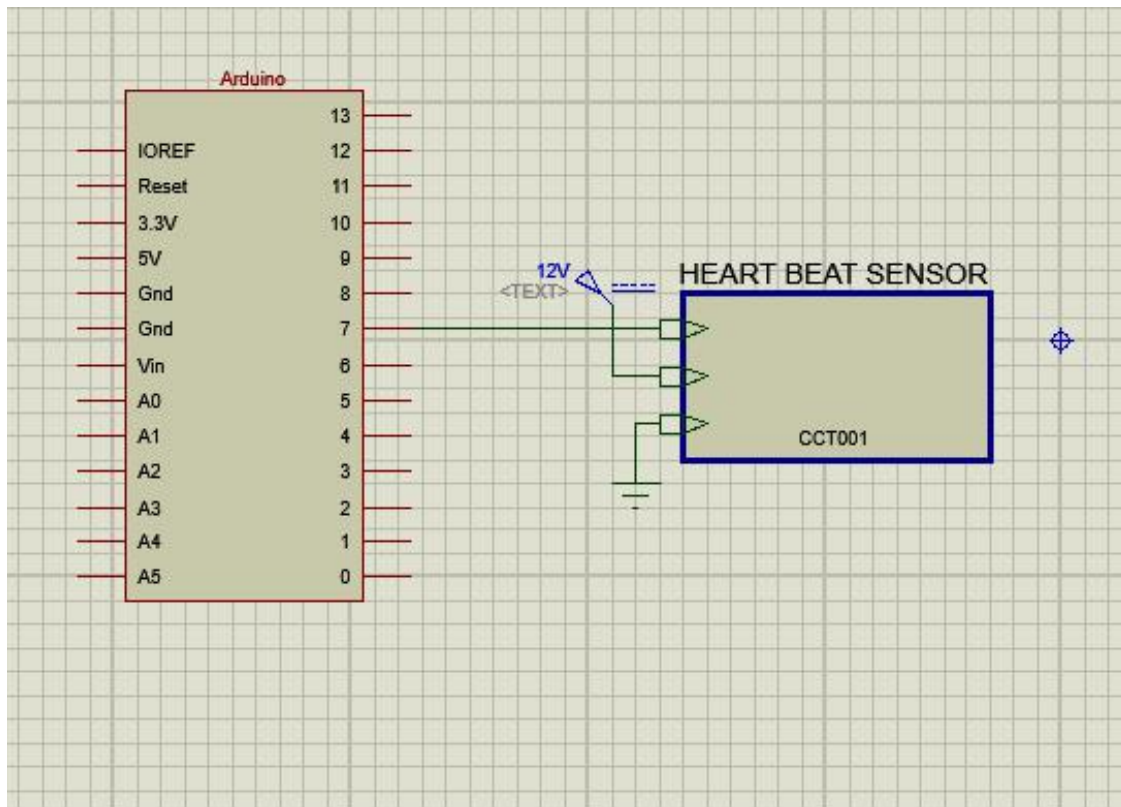 Arduino
13
IOREF 12
Reset 11
3.3V 10
5V 9
Gnd 8
Gnd 7
Vin 6
A0 5
A1 4
A2 3
A3 2
A4 1
A5 0
12V
<TEXT>
HEART BEAT SENSOR
CCT001